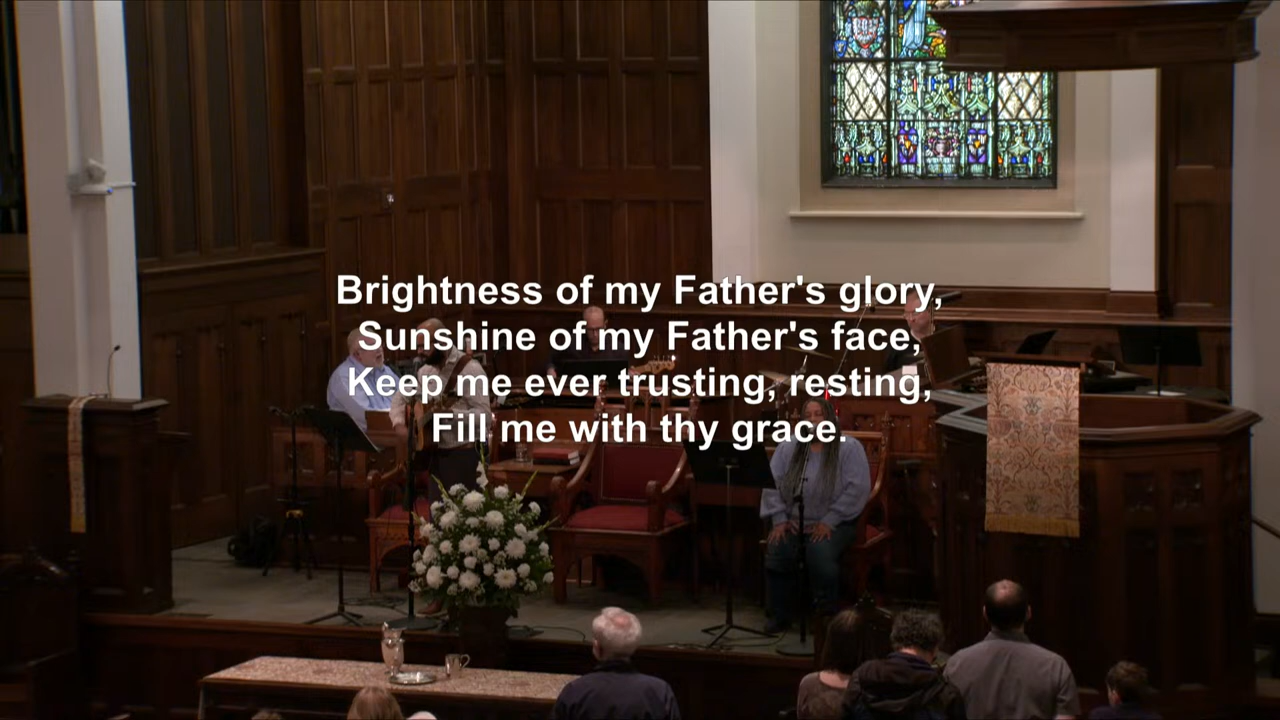 Brightness of my Father's glory,
Sunshine of my Father's face,
Keep me ever trusting, resting,
Fill me with thy grace.